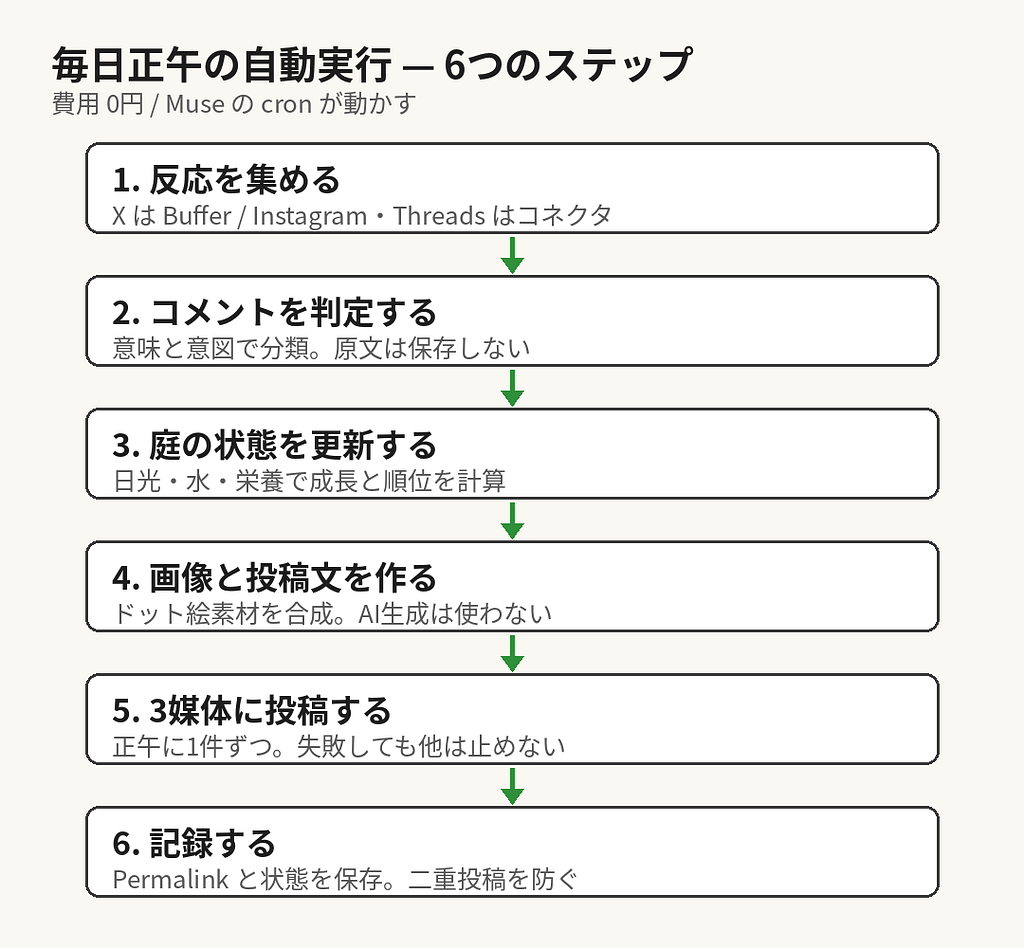 毎日正午の自動実行 — 6つのステップ
費用 0円 / Muse の cron が動かす
1. 反応を集める
X は Buffer / Instagram・Threads はコネクタ
2. コメントを判定する
意味と意図で分類。原文は保存しない
3. 庭の状態を更新する
日光・水・栄養で成長と順位を計算
4. 画像と投稿文を作る
ドット絵素材を合成。AI生成は使わない
5. 3媒体に投稿する
正午に1件ずつ。失敗しても他は止めない
6. 記録する
Permalink と状態を保存。二重投稿を防ぐ